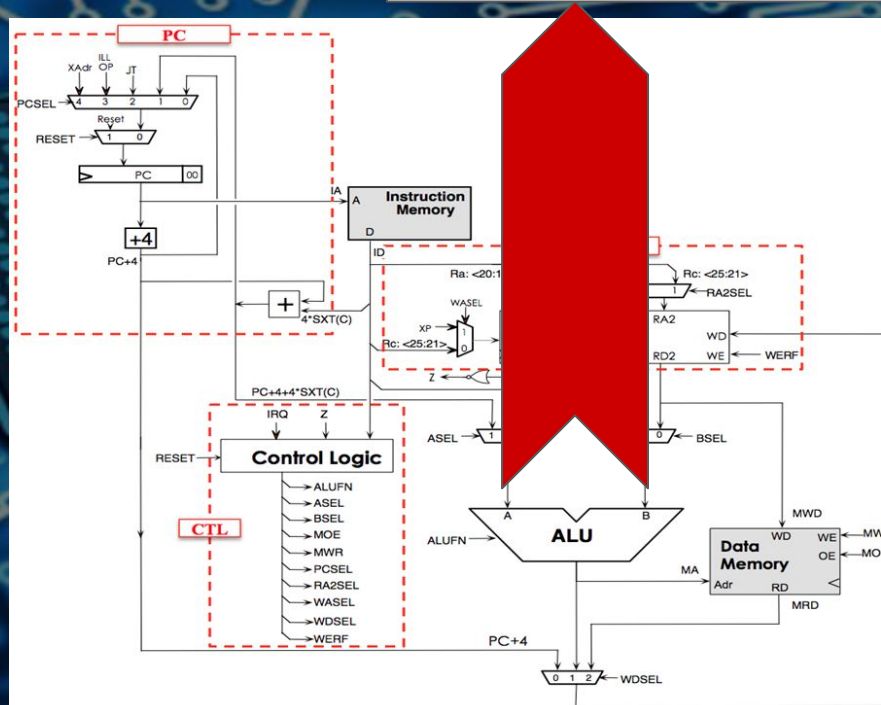 PC
XAdr
ILL
OP
JT
PCSEL
4 3 2 1 0
Reset
RESET
1 0
PC
00
+4
PC+4
+
4*SXT(C)
IA
A
Instruction
Memory
D
ID
Rc: <25:21>
1
RA2SEL
WASEL
XP
1
0
Rc: <25:21>
RA2
WD
RD2
WE
WERF
Z
PC+4+4*SXT(C)
ASEL
1
0
BSEL
IRQ
Z
RESET
Control Logic
CTL
ALUFN
ASEL
BSEL
MOE
MWR
PCSEL
RA2SEL
WASEL
WDSEL
WERF
A
B
ALUFN
ALU
MWD
WD
WE
OE
Data
Memory
MA
Adr
RD
MRD
PC+4
0 1 2
WDSEL